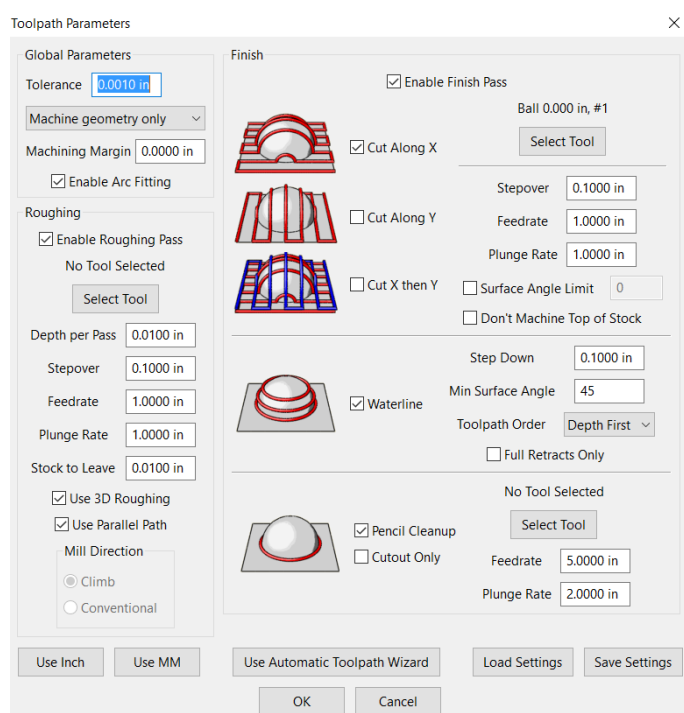 Toolpath Parameters
Global Parameters
Tolerance 0.0010 in
Machine geometry only
Machining Margin 0.0000 in
Enable Arc Fitting
Roughing
Enable Roughing Pass
No Tool Selected
Select Tool
Depth per Pass 0.0100 in
Stepover 0.1000 in
Feedrate 1.0000 in
Plunge Rate 1.0000 in
Stock to Leave 0.0100 in
Use 3D Roughing
Use Parallel Path
Mill Direction
Climb
Conventional
Finish
Enable Finish Pass
Ball 0.000 in, #1
Cut Along X
Select Tool
Stepover 0.1000 in
Cut Along Y
Feedrate 1.0000 in
Plunge Rate 1.0000 in
Cut X then Y
Surface Angle Limit 0
Don't Machine Top of Stock
Step Down 0.1000 in
Min Surface Angle 45
Waterline
Toolpath Order Depth First
Full Retracts Only
No Tool Selected
Pencil Cleanup
Select Tool
Cutout Only
Feedrate 5.0000 in
Plunge Rate 2.0000 in
Use Inch Use MM Use Automatic Toolpath Wizard Load Settings Save Settings
OK Cancel